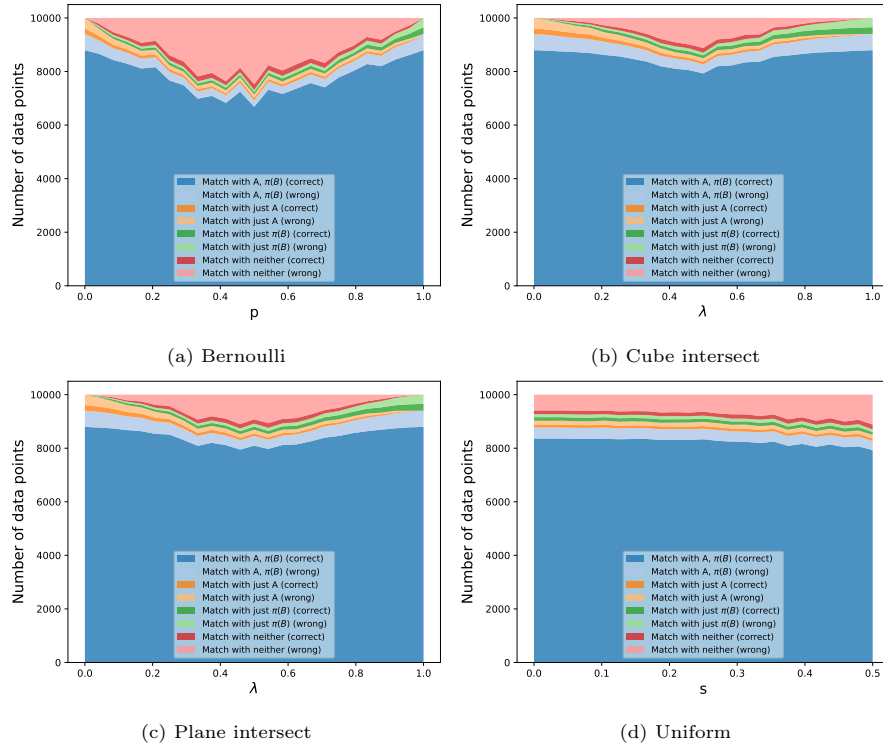 Number of data points
10000
8000
6000
4000
2000
0
Match with A, π(B) (correct)
Match with A, π(B) (wrong)
Match with just A (correct)
Match with just A (wrong)
Match with just π(B) (correct)
Match with just π(B) (wrong)
Match with neither (correct)
Match with neither (wrong)
0.0 0.2 0.4 0.6 0.8 1.0
p
(a) Bernoulli
Number of data points
10000
8000
6000
4000
2000
0
Match with A, π(B) (correct)
Match with A, π(B) (wrong)
Match with just A (correct)
Match with just A (wrong)
Match with just π(B) (correct)
Match with just π(B) (wrong)
Match with neither (correct)
Match with neither (wrong)
0.0 0.2 0.4 0.6 0.8 1.0
λ
(b) Cube intersect
Number of data points
10000
8000
6000
4000
2000
0
Match with A, π(B) (correct)
Match with A, π(B) (wrong)
Match with just A (correct)
Match with just A (wrong)
Match with just π(B) (correct)
Match with just π(B) (wrong)
Match with neither (correct)
Match with neither (wrong)
0.0 0.2 0.4 0.6 0.8 1.0
λ
(c) Plane intersect
Number of data points
10000
8000
6000
4000
2000
0
Match with A, π(B) (correct)
Match with A, π(B) (wrong)
Match with just A (correct)
Match with just A (wrong)
Match with just π(B) (correct)
Match with just π(B) (wrong)
Match with neither (correct)
Match with neither (wrong)
0.0 0.1 0.2 0.3 0.4 0.5
s
(d) Uniform